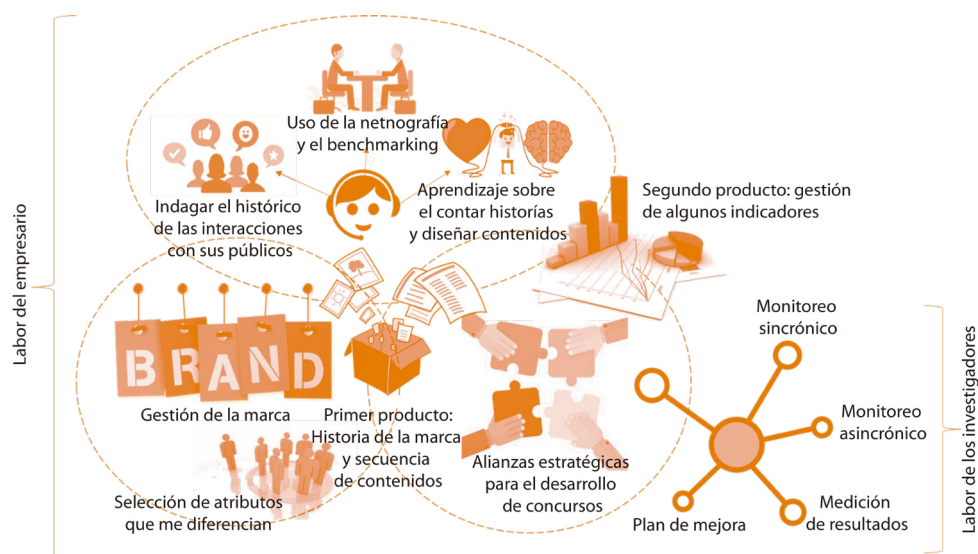 Labor del empresario
Uso de la netnografía
y el benchmarking
Indagar el histórico
de las interacciones
con sus públicos
Aprendizaje sobre
el contar historías
y diseñar contenidos
Segundo producto: gestión
de algunos indicadores
BRAND
Gestión de la marca
Selección de atributos
que me diferencian
Primer producto:
Historia de la marca
y secuencia
de contenidos
Alianzas estratégicas
para el desarrollo
de concursos
Monitoreo
sincrónico
Monitoreo
asincrónico
Medición
de resultados
Plan de mejora
Labor de los investigadores